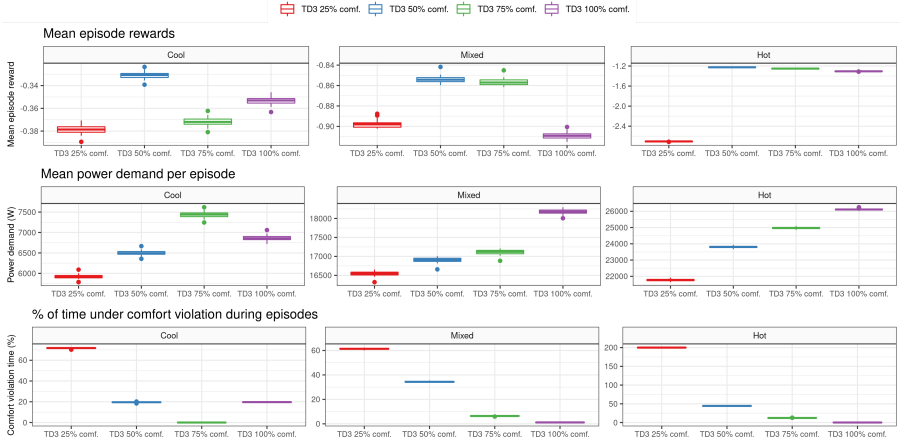 TD3 25% comf. TD3 50% comf. TD3 75% comf. TD3 100% comf.
Mean episode rewards
Cool Mixed Hot
Mean episode reward
-0.34
-0.36
-0.38
-0.84
-0.86
-0.88
-0.90
-1.2
-1.6
-2.0
-2.4
TD3 25% comf. TD3 50% comf. TD3 75% comf. TD3 100% comf.
TD3 25% comf. TD3 50% comf. TD3 75% comf. TD3 100% comf.
TD3 25% comf. TD3 50% comf. TD3 75% comf. TD3 100% comf.
Mean power demand per episode
Cool Mixed Hot
Power demand (W)
7500
7000
6500
6000
18000
17500
17000
16500
26000
25000
24000
23000
22000
TD3 25% comf. TD3 50% comf. TD3 75% comf. TD3 100% comf.
TD3 25% comf. TD3 50% comf. TD3 75% comf. TD3 100% comf.
TD3 25% comf. TD3 50% comf. TD3 75% comf. TD3 100% comf.
% of time under comfort violation during episodes
Cool Mixed Hot
Comfort violation time (%)
60
40
20
0
60
40
20
0
200
150
100
50
0
TD3 25% comf. TD3 50% comf. TD3 75% comf. TD3 100% comf.
TD3 25% comf. TD3 50% comf. TD3 75% comf. TD3 100% comf.
TD3 25% comf. TD3 50% comf. TD3 75% comf. TD3 100% comf.